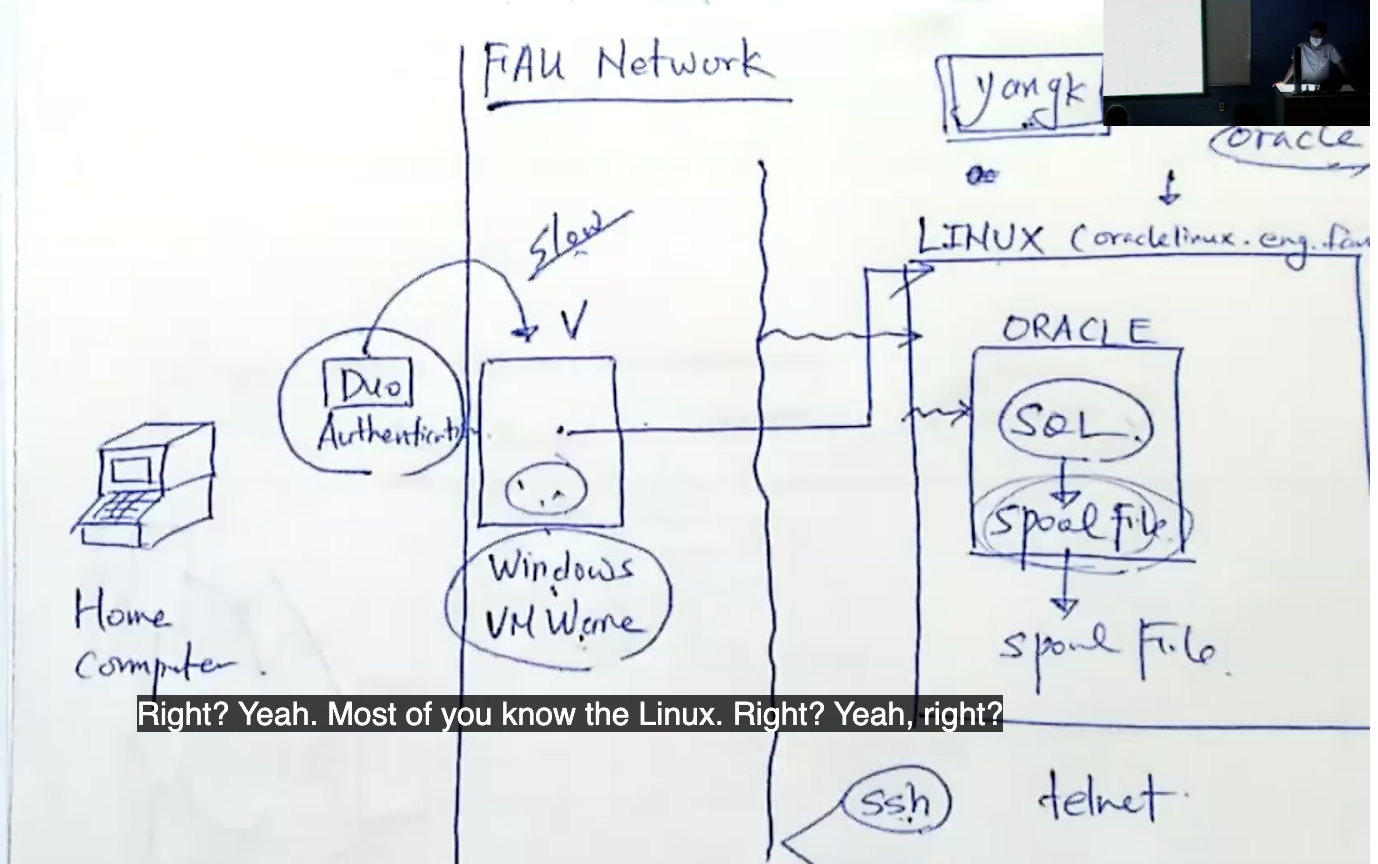 FAU Network
yangk
oracle
Slow
LINUX (oraclelinux.eng.fau
V
ORACLE
Duo
Authentication
SQL.
Spool File
Windows
VM Ware
Home
Computer.
spool File.
Right? Yeah. Most of you know the Linux. Right? Yeah, right?
ssh
telnet.